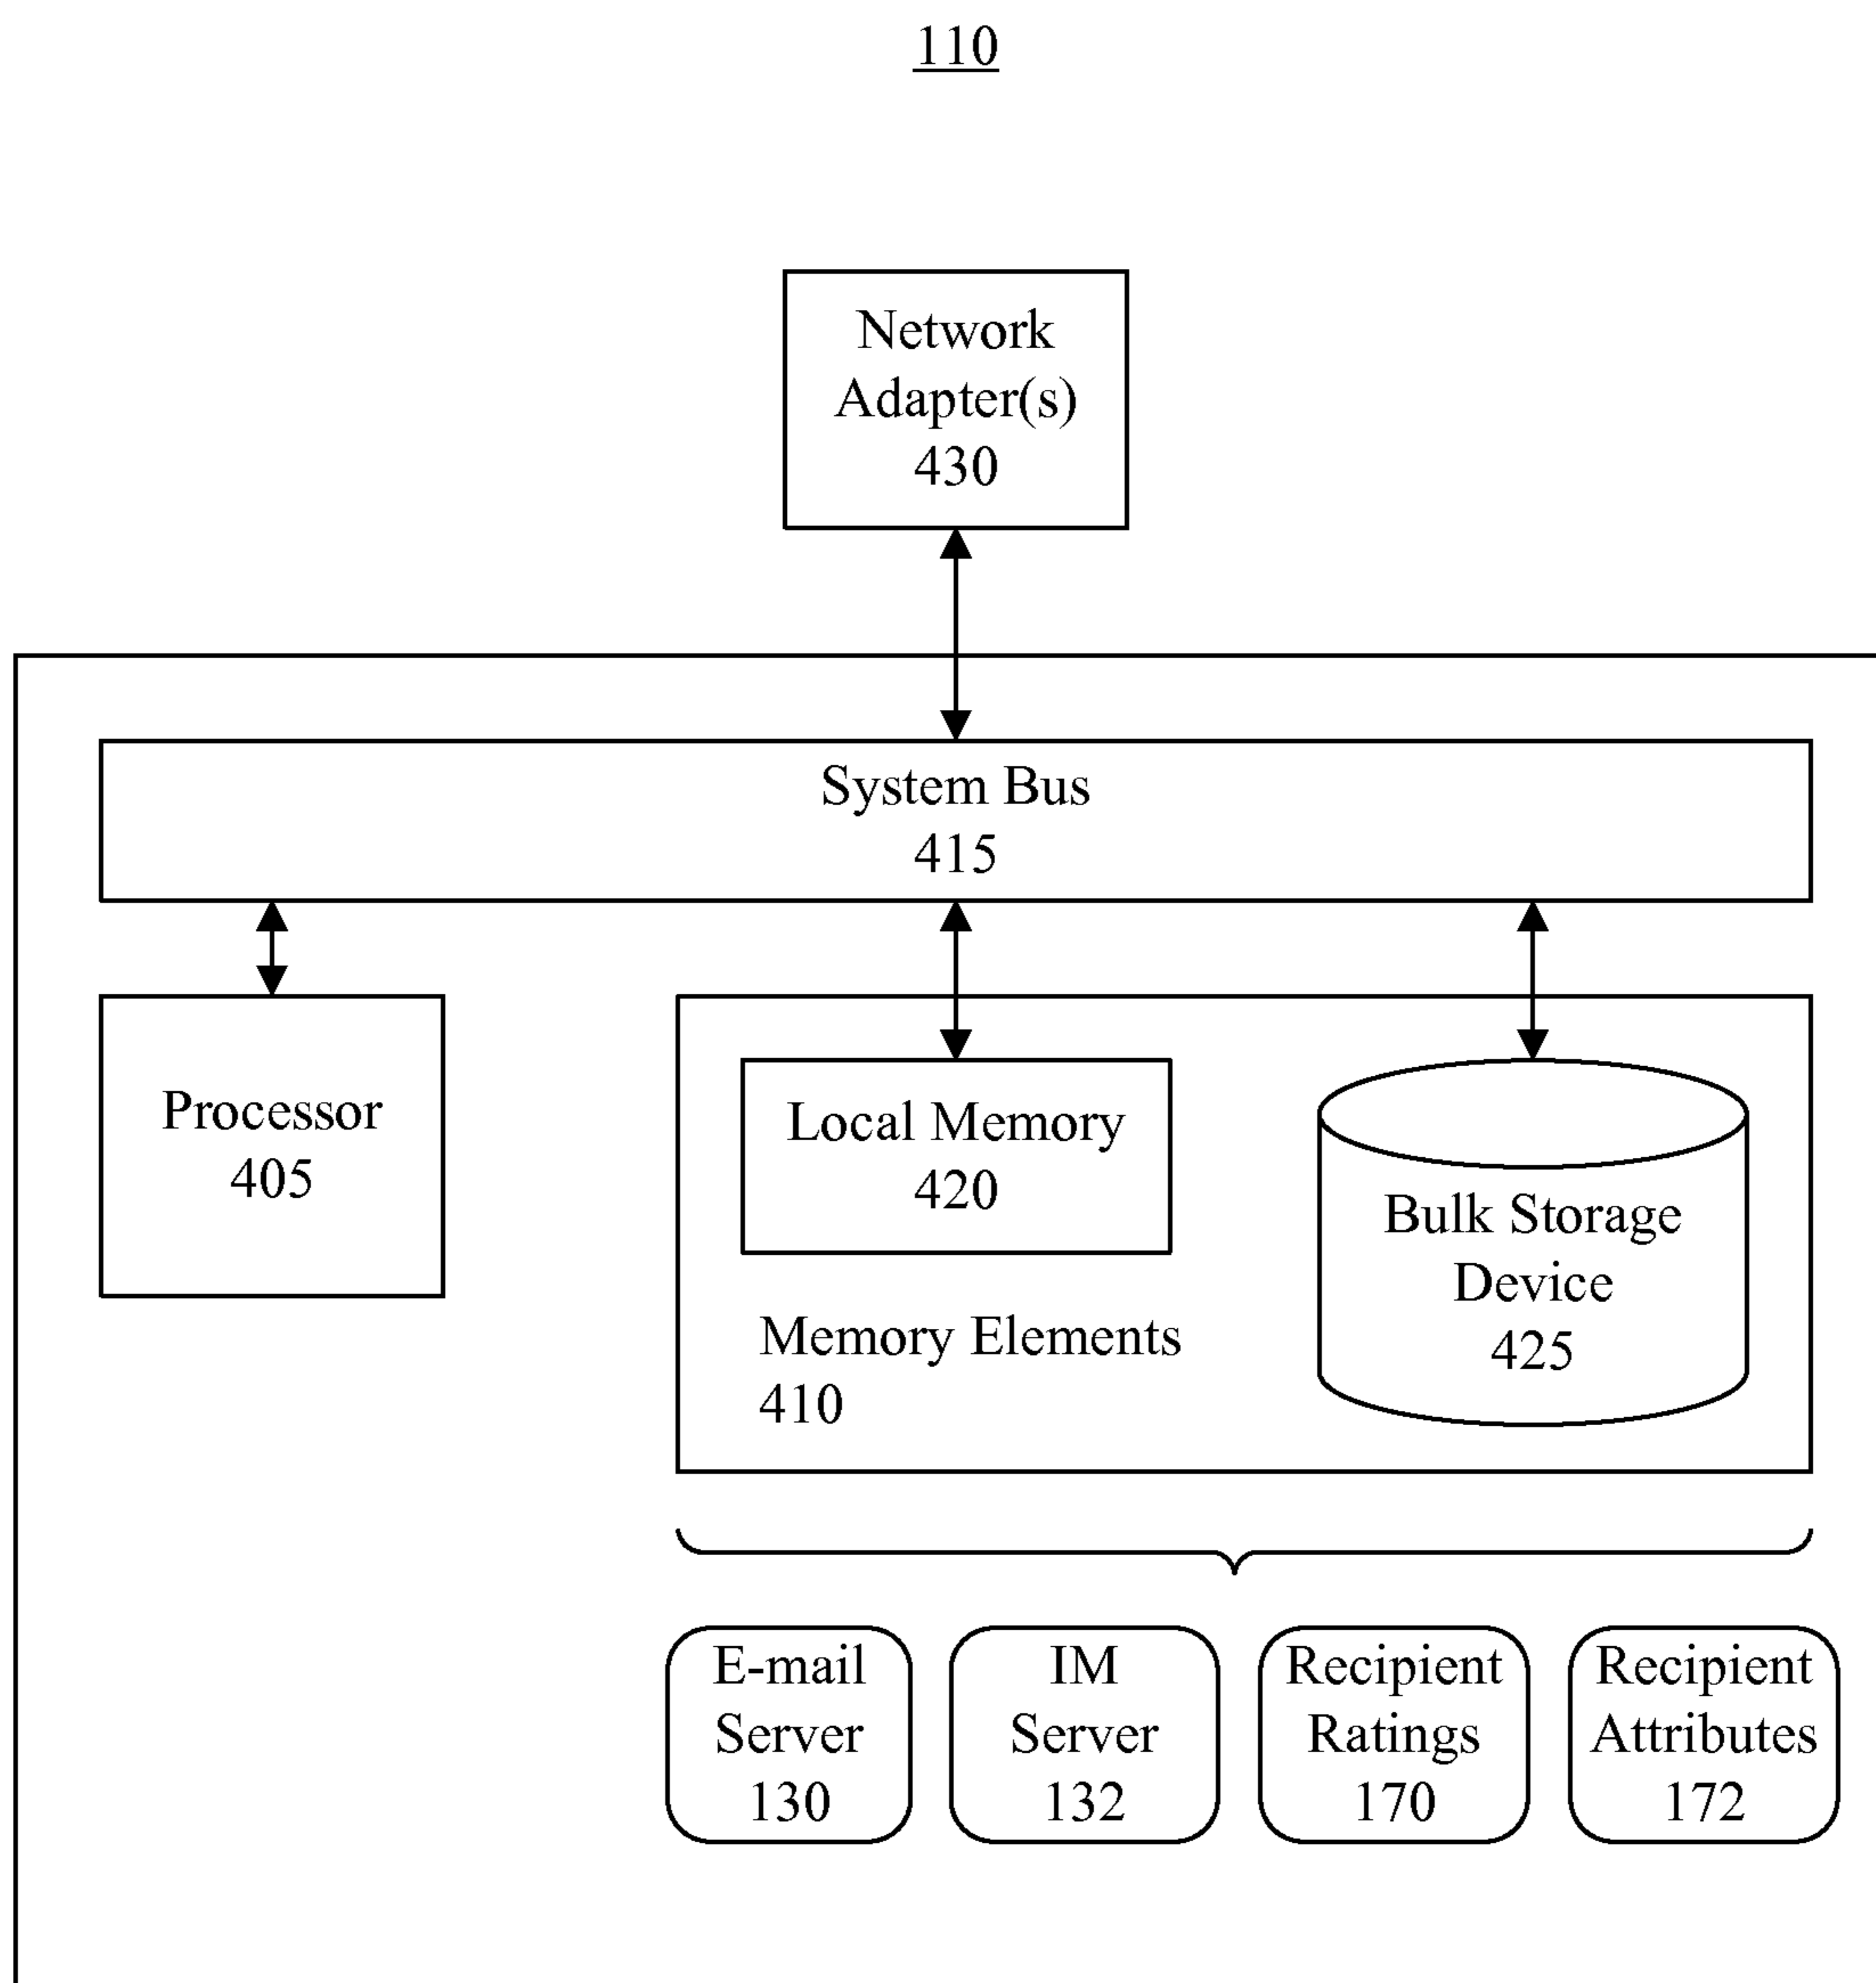 110
Network
Adapter(s)
430
System Bus
415
Processor
405
Local Memory
420
Memory Elements
410
Bulk Storage
Device
425
E-mail
Server
130
IM
Server
132
Recipient
Ratings
170
Recipient
Attributes
172